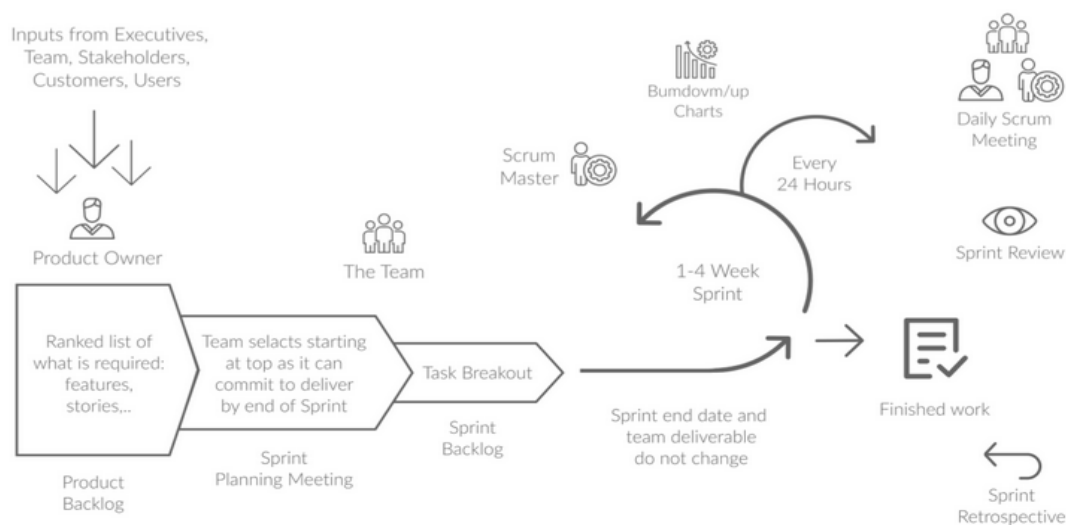 Inputs from Executives,
Team, Stakeholders,
Customers, Users
Product Owner
Ranked list of
what is required:
features,
stories,..
Product
Backlog
The Team
Team selacts starting
at top as it can
commit to deliver
by end of Sprint
Sprint
Planning Meeting
Task Breakout
Sprint
Backlog
Scrum
Master
Bumdovm/up
Charts
Every
24 Hours
1-4 Week
Sprint
Sprint end date and
team deliverable
do not change
Daily Scrum
Meeting
Sprint Review
Finished work
Sprint
Retrospective